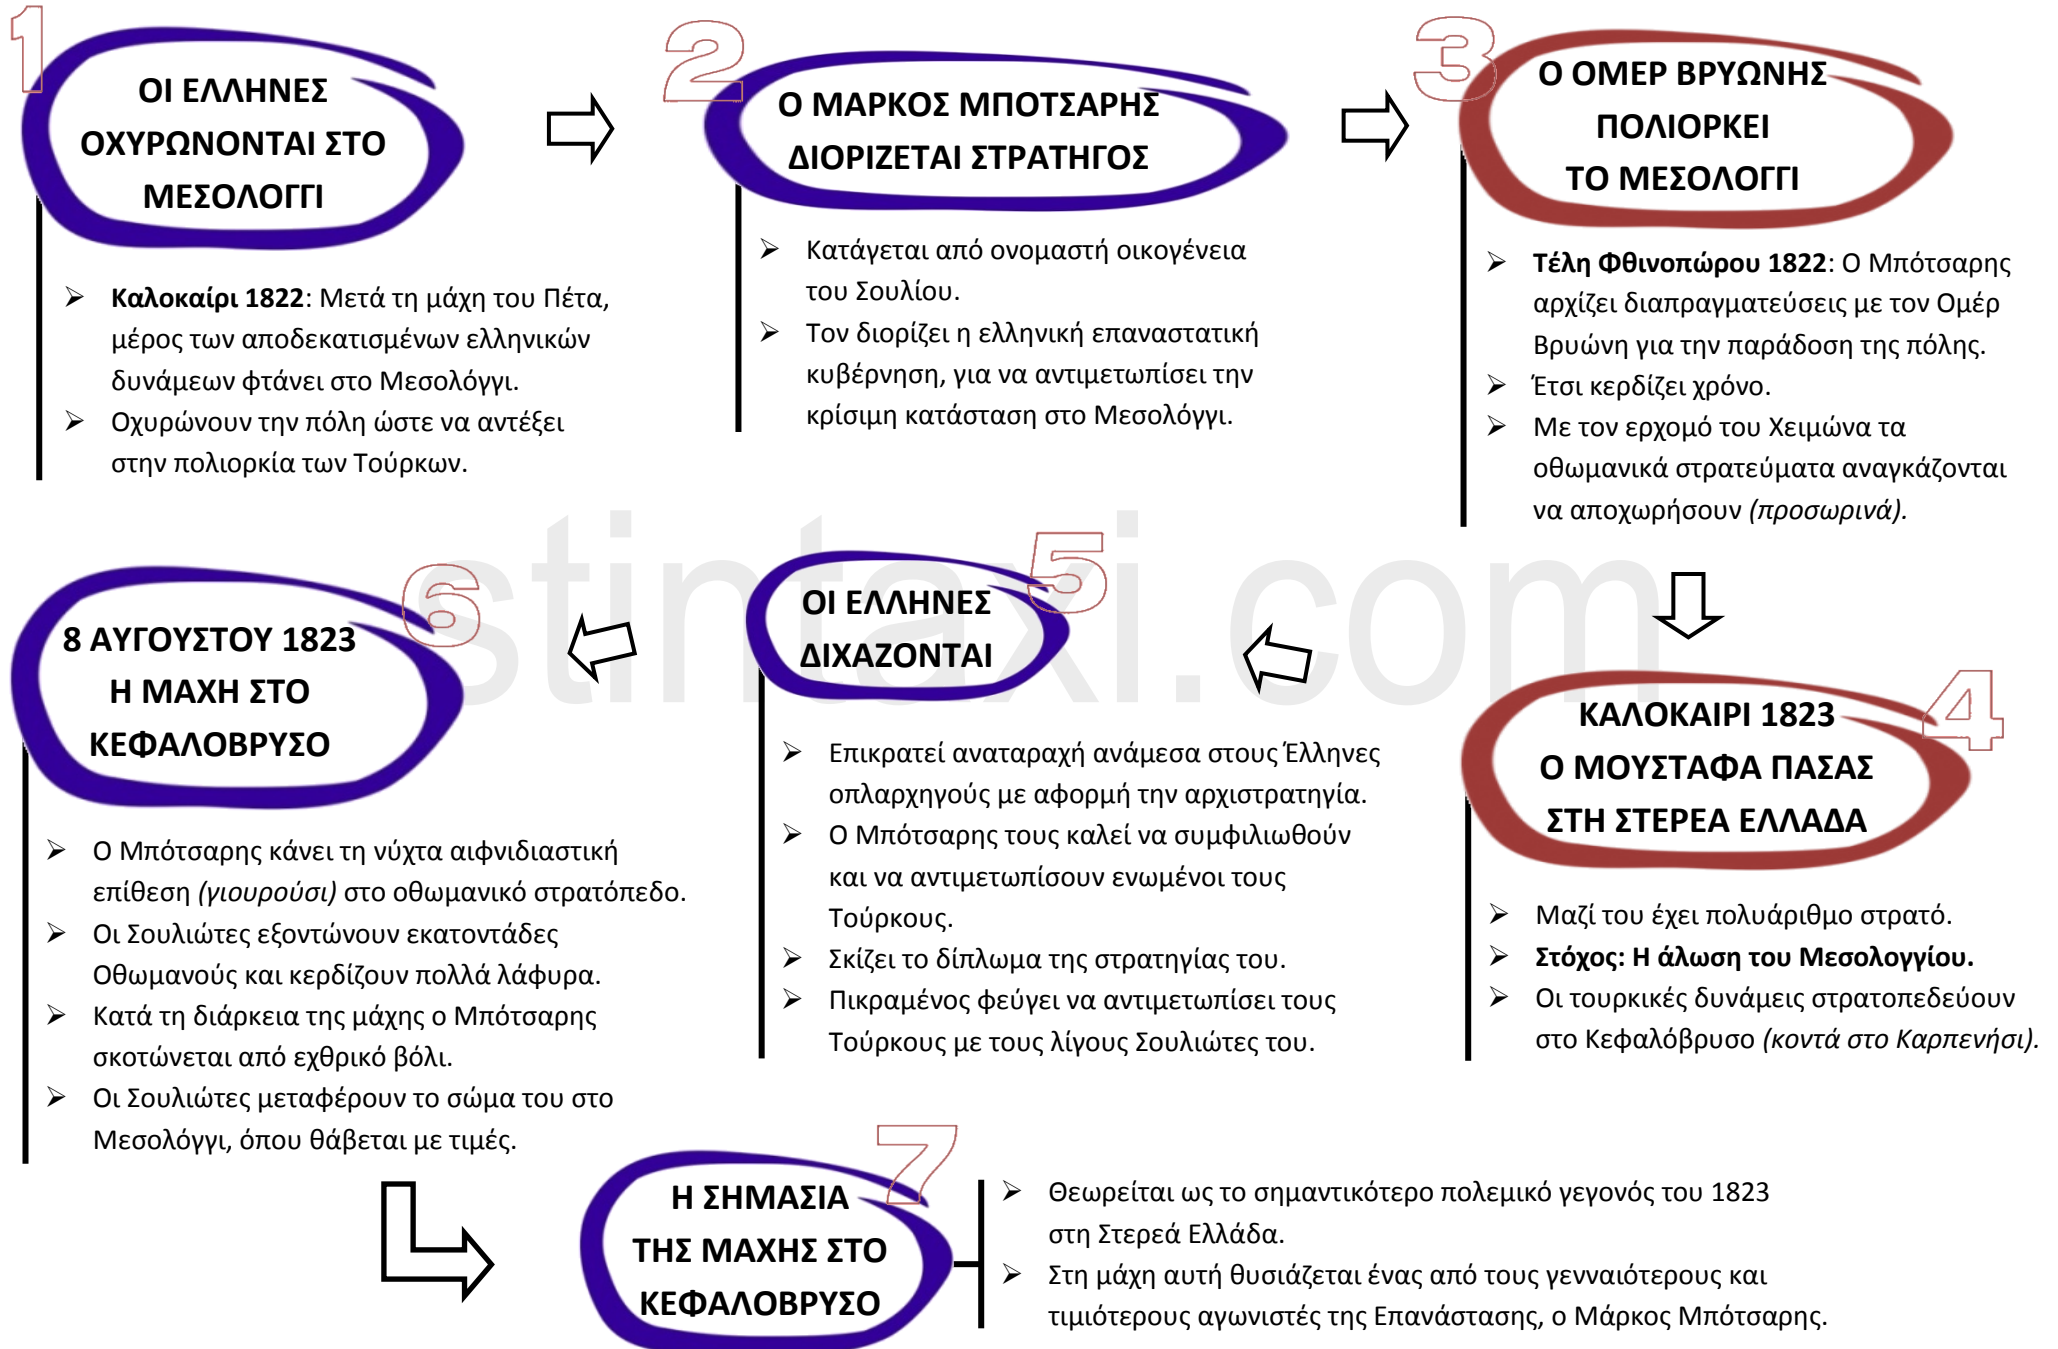 1
ΟΙ ΕΛΛΗΝΕΣ
ΟΧΥΡΩΝΟΝΤΑΙ ΣΤΟ
ΜΕΣΟΛΟΓΓΙ
➢ Καλοκαίρι 1822: Μετά τη μάχη του Πέτα,
μέρος των αποδεκατισμένων ελληνικών
δυνάμεων φτάνει στο Μεσολόγγι.
➢ Οχυρώνουν την πόλη ώστε να αντέξει
στην πολιορκία των Τούρκων.
2
Ο ΜΑΡΚΟΣ ΜΠΟΤΣΑΡΗΣ
ΔΙΟΡΙΖΕΤΑΙ ΣΤΡΑΤΗΓΟΣ
➢ Κατάγεται από ονομαστή οικογένεια
του Σουλίου.
➢ Τον διορίζει η ελληνική επαναστατική
κυβέρνηση, για να αντιμετωπίσει την
κρίσιμη κατάσταση στο Μεσολόγγι.
3
Ο ΟΜΕΡ ΒΡΥΩΝΗΣ
ΠΟΛΙΟΡΚΕΙ
ΤΟ ΜΕΣΟΛΟΓΓΙ
➢ Τέλη Φθινοπώρου 1822: Ο Μπότσαρης
αρχίζει διαπραγματεύσεις με τον Ομέρ
Βρυώνη για την παράδοση της πόλης.
➢ Έτσι κερδίζει χρόνο.
➢ Με τον ερχομό του Χειμώνα τα
οθωμανικά στρατεύματα αναγκάζονται
να αποχωρήσουν (προσωρινά).
4
ΚΑΛΟΚΑΙΡΙ 1823
Ο ΜΟΥΣΤΑΦΑ ΠΑΣΑΣ
ΣΤΗ ΣΤΕΡΕΑ ΕΛΛΑΔΑ
➢ Μαζί του έχει πολυάριθμο στρατό.
➢ Στόχος: Η άλωση του Μεσολογγίου.
➢ Οι τουρκικές δυνάμεις στρατοπεδεύουν
στο Κεφαλόβρυσο (κοντά στο Καρπενήσι).
5
ΟΙ ΕΛΛΗΝΕΣ
ΔΙΧΑΖΟΝΤΑΙ
➢ Επικρατεί αναταραχή ανάμεσα στους Έλληνες
οπλαρχηγούς με αφορμή την αρχιστρατηγία.
➢ Ο Μπότσαρης τους καλεί να συμφιλιωθούν
και να αντιμετωπίσουν ενωμένοι τους
Τούρκους.
➢ Σκίζει το δίπλωμα της στρατηγίας του.
➢ Πικραμένος φεύγει να αντιμετωπίσει τους
Τούρκους με τους λίγους Σουλιώτες του.
6
8 ΑΥΓΟΥΣΤΟΥ 1823
Η ΜΑΧΗ ΣΤΟ
ΚΕΦΑΛΟΒΡΥΣΟ
➢ Ο Μπότσαρης κάνει τη νύχτα αιφνιδιαστική
επίθεση (γιουρούσι) στο οθωμανικό στρατόπεδο.
➢ Οι Σουλιώτες εξοντώνουν εκατοντάδες
Οθωμανούς και κερδίζουν πολλά λάφυρα.
➢ Κατά τη διάρκεια της μάχης ο Μπότσαρης
σκοτώνεται από εχθρικό βόλι.
➢ Οι Σουλιώτες μεταφέρουν το σώμα του στο
Μεσολόγγι, όπου θάβεται με τιμές.
7
Η ΣΗΜΑΣΙΑ
ΤΗΣ ΜΑΧΗΣ ΣΤΟ
ΚΕΦΑΛΟΒΡΥΣΟ
➢ Θεωρείται ως το σημαντικότερο πολεμικό γεγονός του 1823
στη Στερεά Ελλάδα.
➢ Στη μάχη αυτή θυσιάζεται ένας από τους γενναιότερους και
τιμιότερους αγωνιστές της Επανάστασης, ο Μάρκος Μπότσαρης.
stintaxi.com